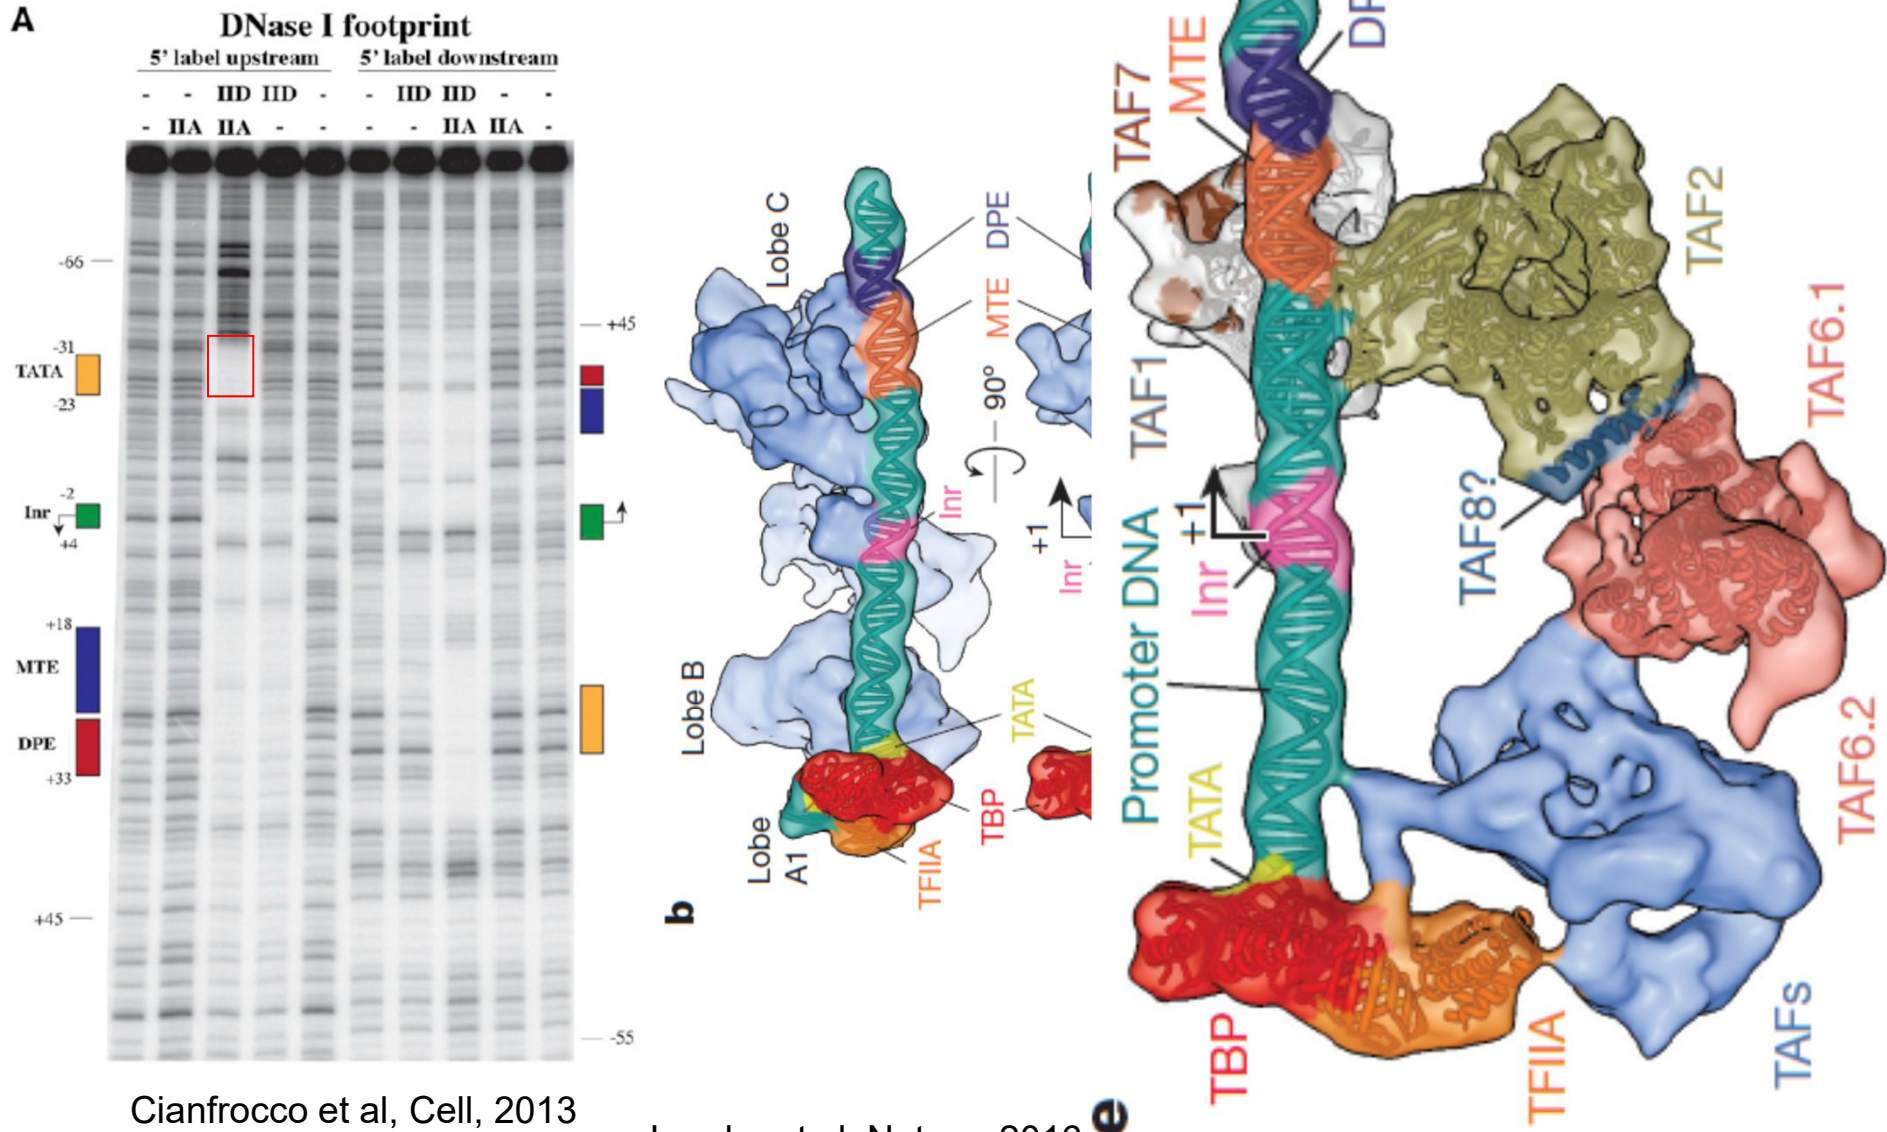 A
DNase I footprint
5' label upstream 5' label downstream
- - IID IID - - IID IID - -
- IIA IIA - - - - IIA IIA -
-66
-31
TATA
-23
-2
Inr
+4
+18
MTE
DPE
+33
+45
+45
-55
Cianfrocco et al, Cell, 2013
b
Lobe C
DPE
MTE
90°
Inr
+1
Inr
Lobe B
TATA
Lobe
A1
TBP
TFIIA
e
TAF7
MTE
TAF1
TAF2
TAF6.1
TAF8?
+1
Inr
Promoter DNA
TATA
TAF6.2
TBP
TFIIA
TAFs